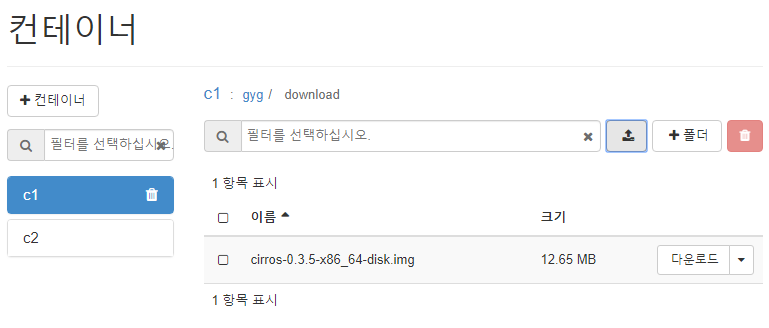 컨테이너
+ 컨테이너
필터를 선택하십시오.
c1
c2
c1 : gyg / download
필터를 선택하십시오.
+ 폴더
1 항목 표시
이름 크기
cirros-0.3.5-x86_64-disk.img 12.65 MB 다운로드
1 항목 표시